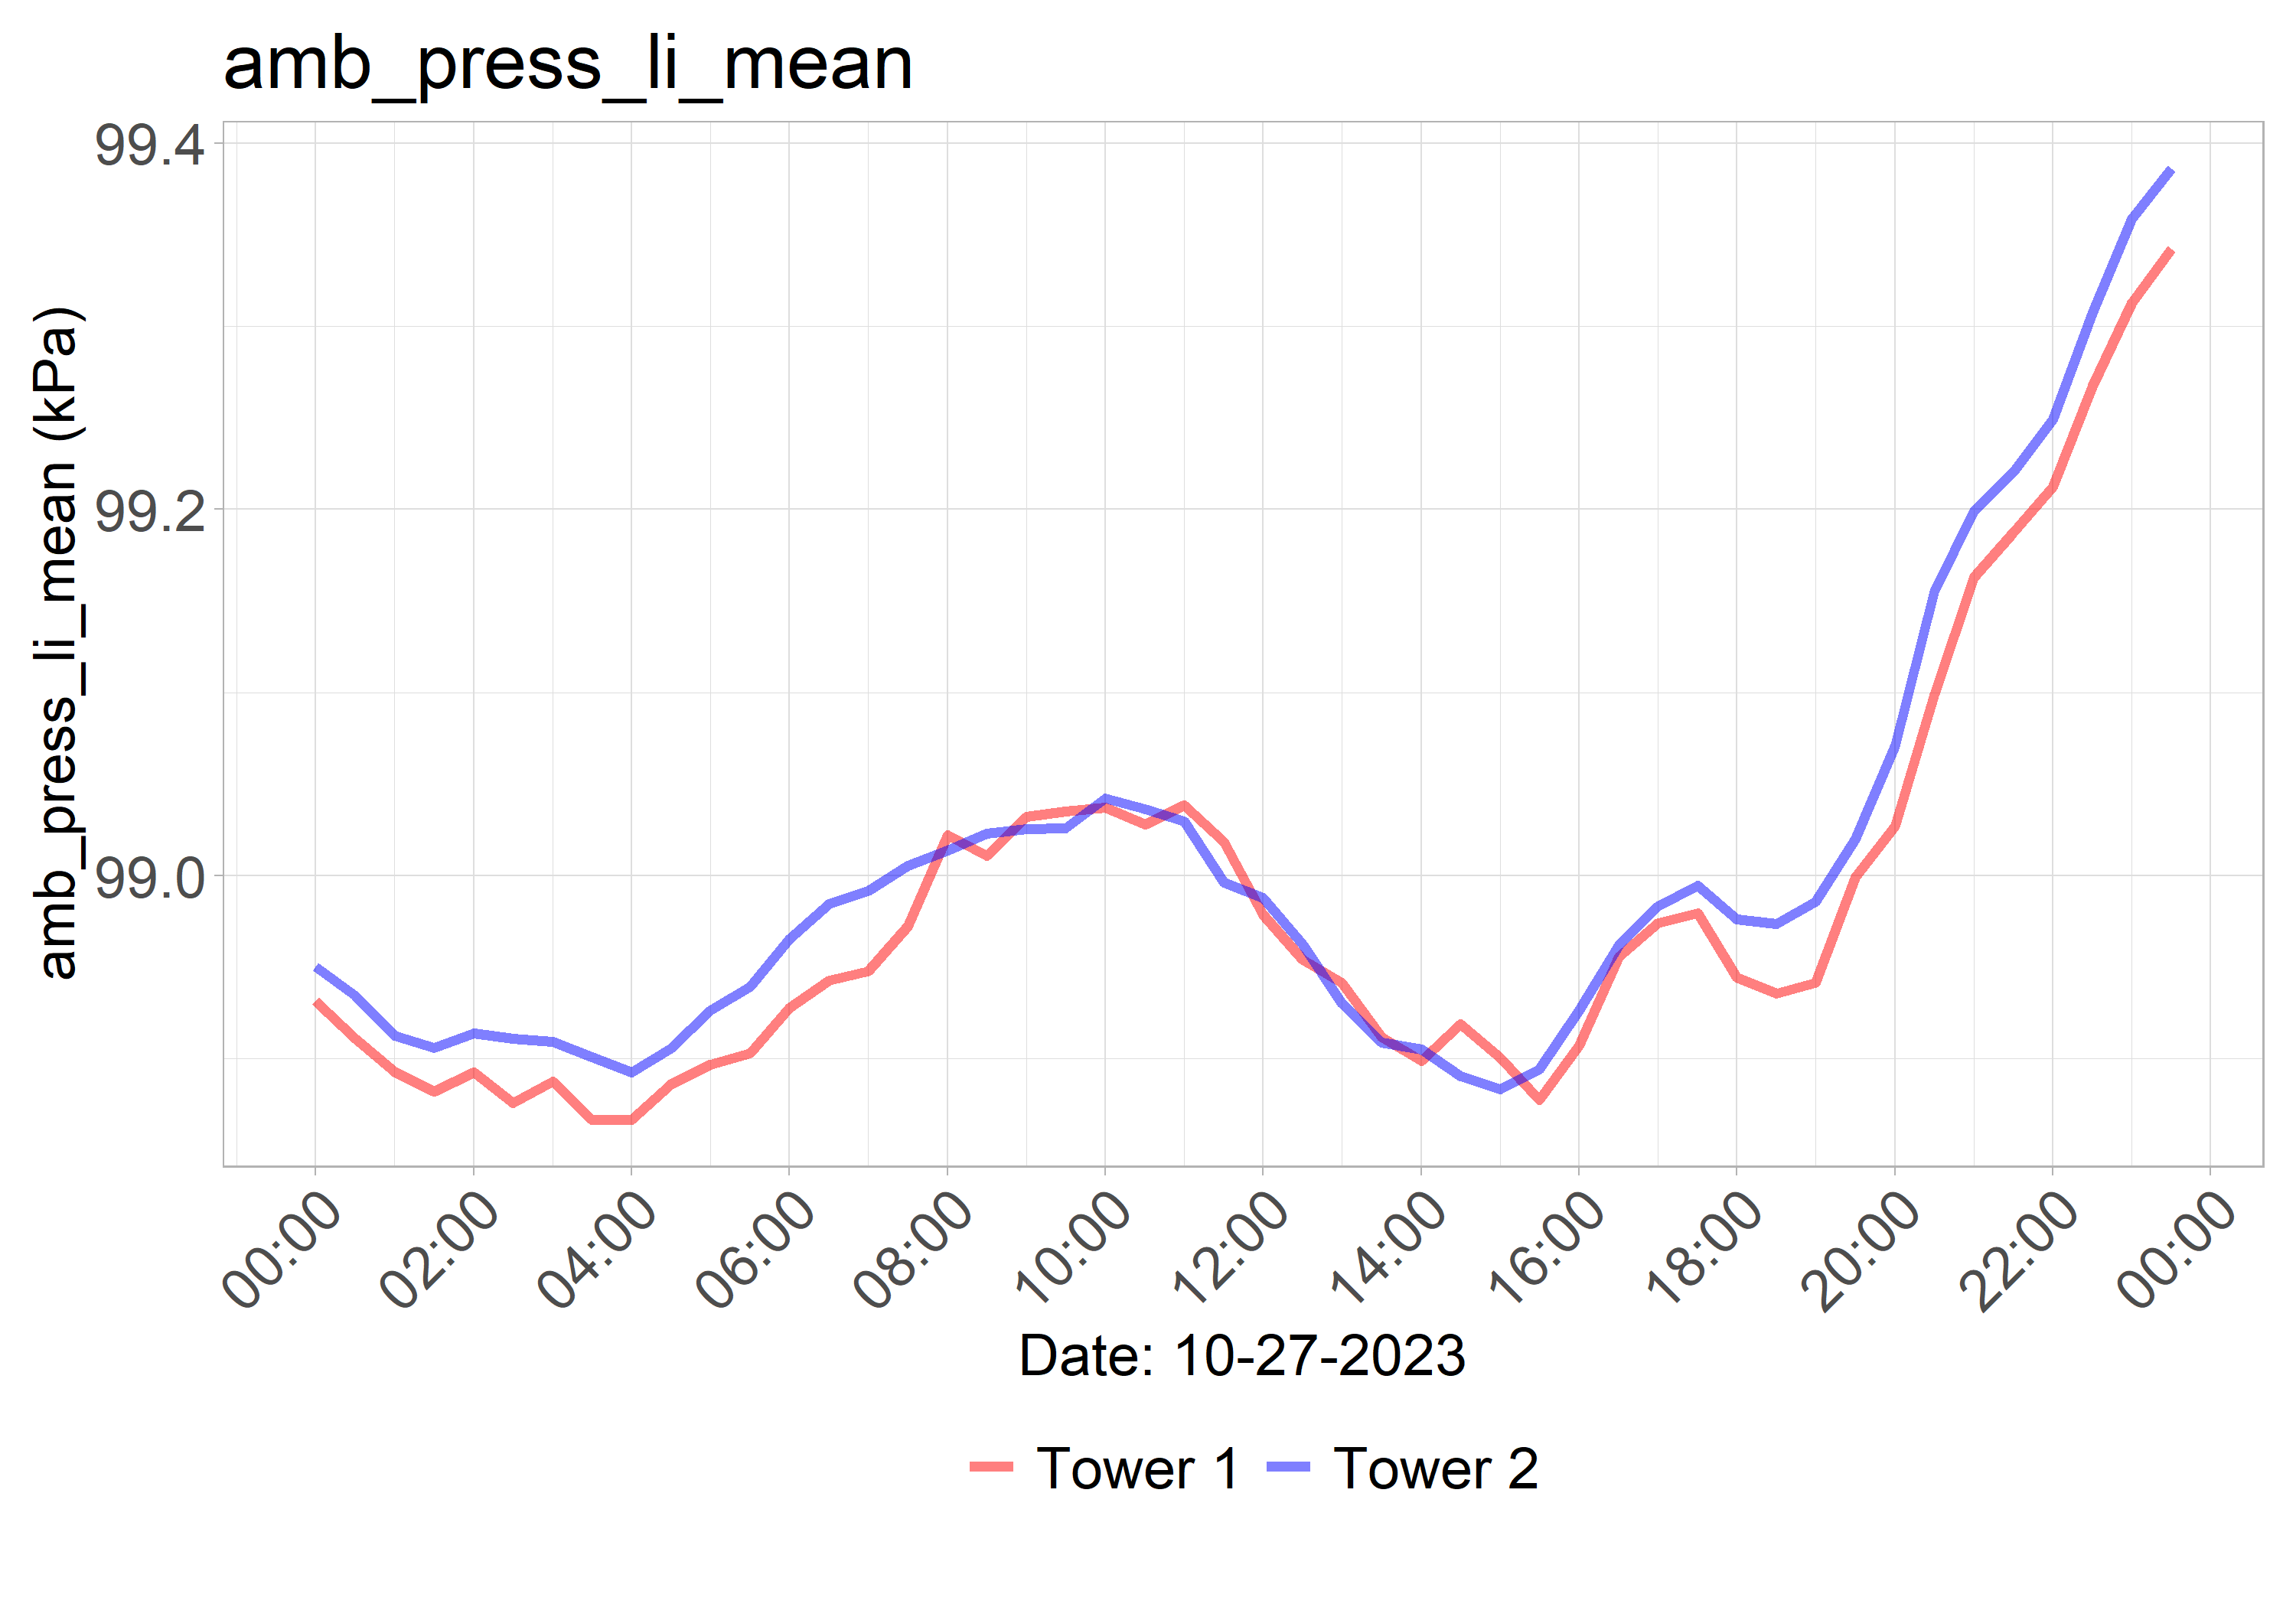 amb_press_li_mean
amb_press_li_mean (kPa)
99.4
99.2
99.0
00:00 02:00 04:00 06:00 08:00 10:00 12:00 14:00 16:00 18:00 20:00 22:00 00:00
Date: 10-27-2023
Tower 1 Tower 2